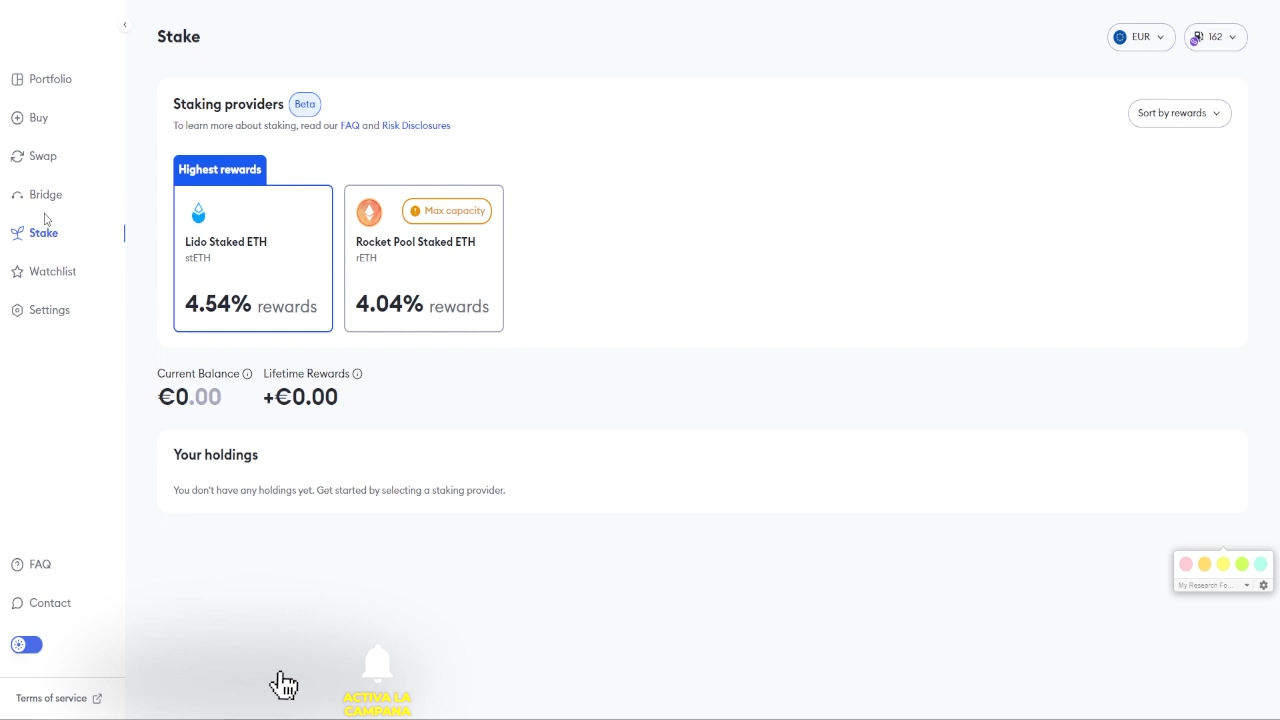 Stake
EUR
162
Portfolio
Buy
Swap
Bridge
Stake
Watchlist
Settings
Staking providers Beta
To learn more about staking, read our FAQ and Risk Disclosures
Sort by rewards
Highest rewards
Lido Staked ETH
stETH
4.54% rewards
Max capacity
Rocket Pool Staked ETH
rETH
4.04% rewards
Current Balance
€0.00
Lifetime Rewards
+€0.00
Your holdings
You don't have any holdings yet. Get started by selecting a staking provider.
My Research Fo...
FAQ
Contact
Terms of service
ACTIVA LA
CAMPANA